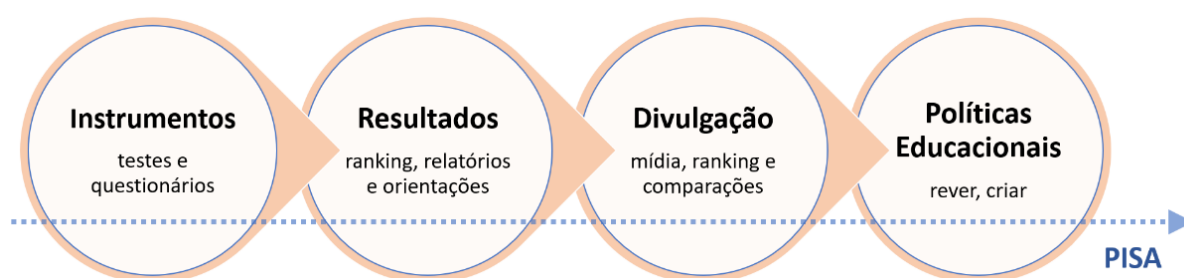 Instrumentos
testes e
questionários
Resultados
ranking, relatórios
e orientações
Divulgação
mídia, ranking e
comparações
Políticas
Educacionais
rever, criar
PISA